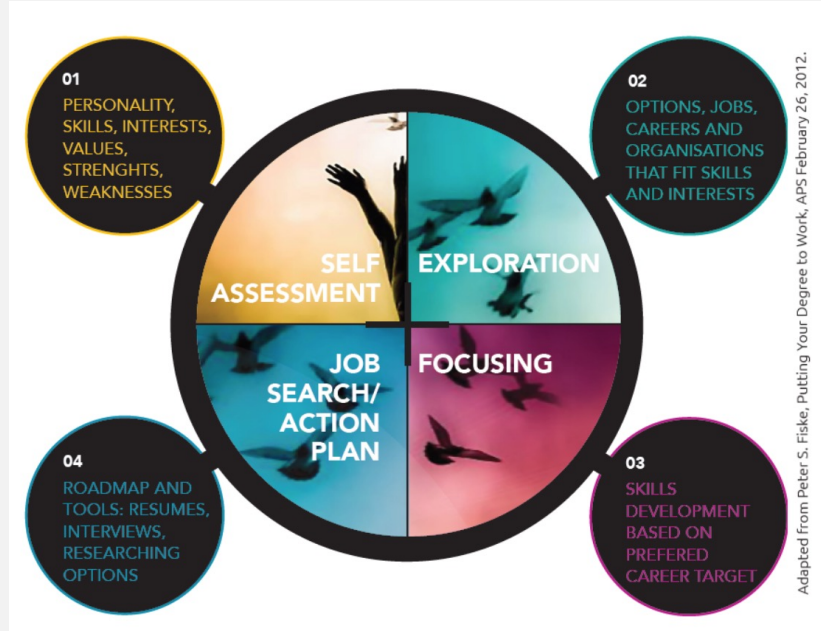 01
PERSONALITY,
SKILLS, INTERESTS,
VALUES,
STRENGHTS,
WEAKNESSES
02
OPTIONS, JOBS,
CAREERS AND
ORGANISATIONS
THAT FIT SKILLS
AND INTERESTS
SELF
ASSESSMENT
EXPLORATION
JOB
SEARCH/
ACTION
PLAN
FOCUSING
04
ROADMAP AND
TOOLS: RESUMES,
INTERVIEWS,
RESEARCHING
OPTIONS
03
SKILLS
DEVELOPMENT
BASED ON
PREFERED
CAREER TARGET
Adapted from Peter S. Fiske, Putting Your Degree to Work, APS February 26, 2012.